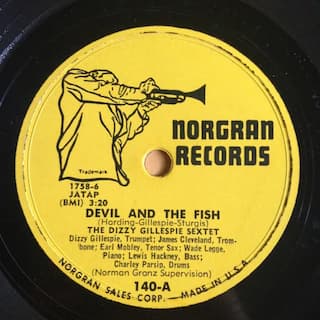 NORGRAN
RECORDS
Trademark
1758-6
JATAP
(BMI) 3:20
DEVIL AND THE FISH
(Harding-Gillespie-Sturgis)
THE DIZZY GILLESPIE SEXTET
Dizzy Gillespie, Trumpet; James Cleveland, Trom-
bone; Earl Mobley, Tenor Sax; Wade Legge,
Piano; Lewis Hackney, Bass;
Charley Parsip, Drums
(Norman Granz Supervision)
140-A
NORGRAN SALES CORP. — MADE IN U.S.A.